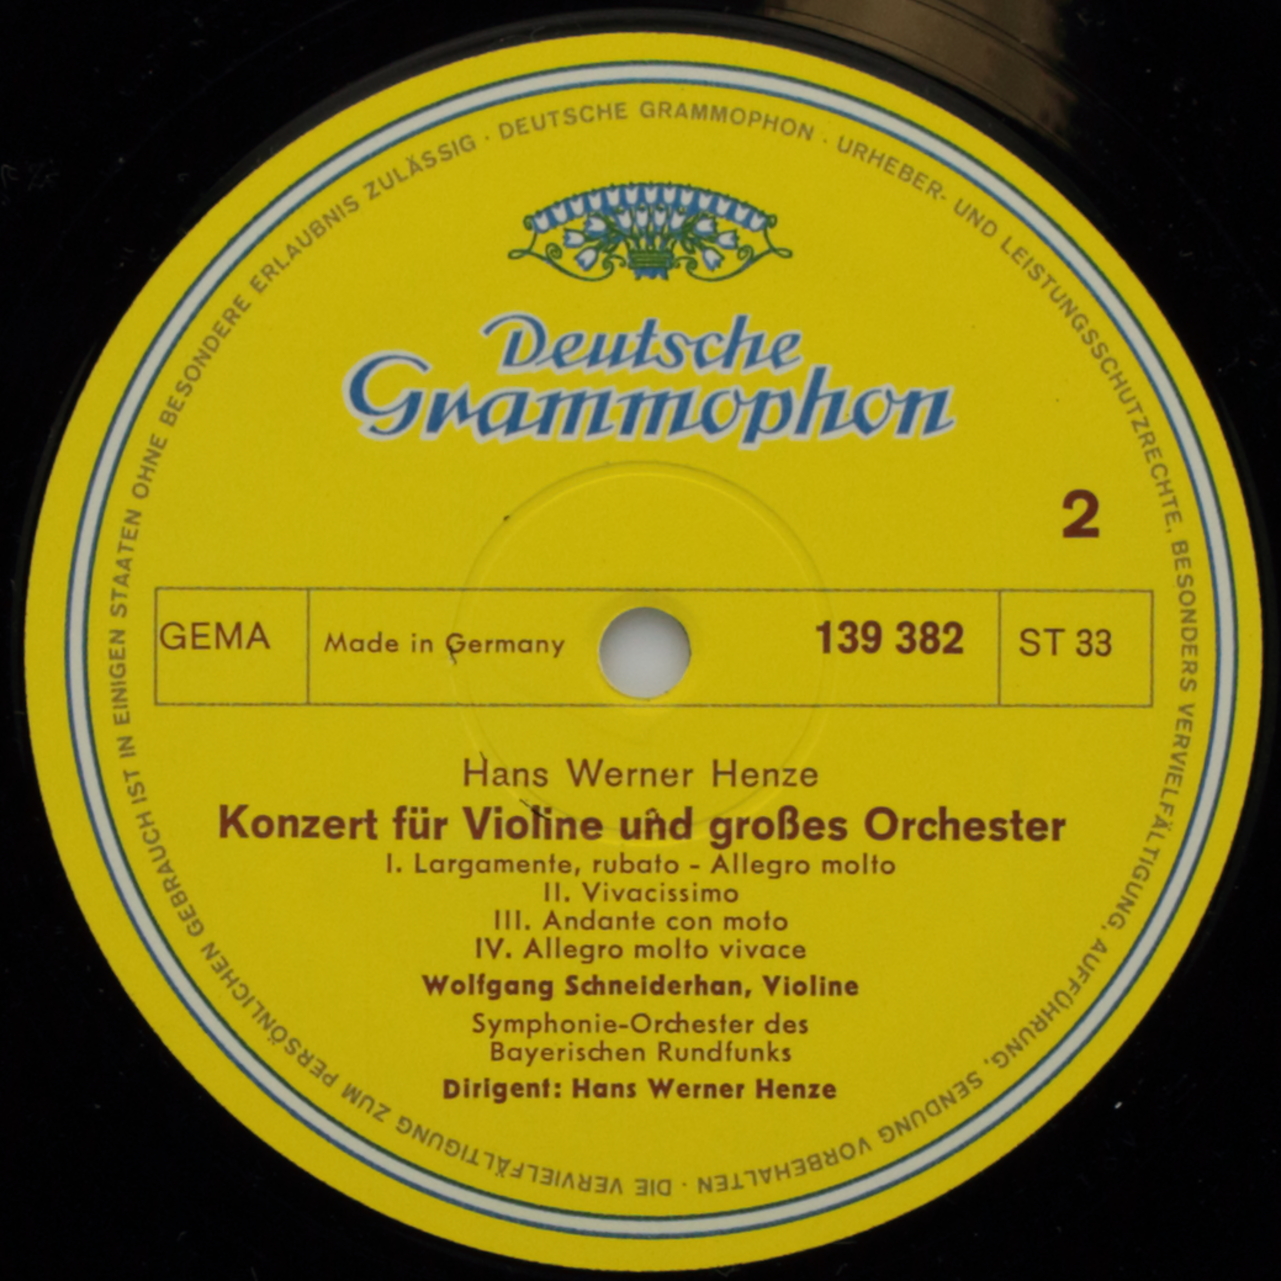 DEUTSCHE GRAMMOPHON · URHEBER- UND LEISTUNGSSCHUTZRECHTE, BESONDERS VERVIELFÄLTIGUNG, AUFFÜHRUNG, SENDUNG VORBEHALTEN · DIE VERVIELFÄLTIGUNG ZUM PERSÖNLICHEN GEBRAUCH IST IN EINIGEN STAATEN OHNE BESONDERE ERLAUBNIS ZULÄSSIG ·
Deutsche
Grammophon
2
GEMA Made in Germany 139 382 ST 33
Hans Werner Henze
Konzert für Violine und großes Orchester
I. Largamente, rubato - Allegro molto
II. Vivacissimo
III. Andante con moto
IV. Allegro molto vivace
Wolfgang Schneiderhan, Violine
Symphonie-Orchester des
Bayerischen Rundfunks
Dirigent: Hans Werner Henze